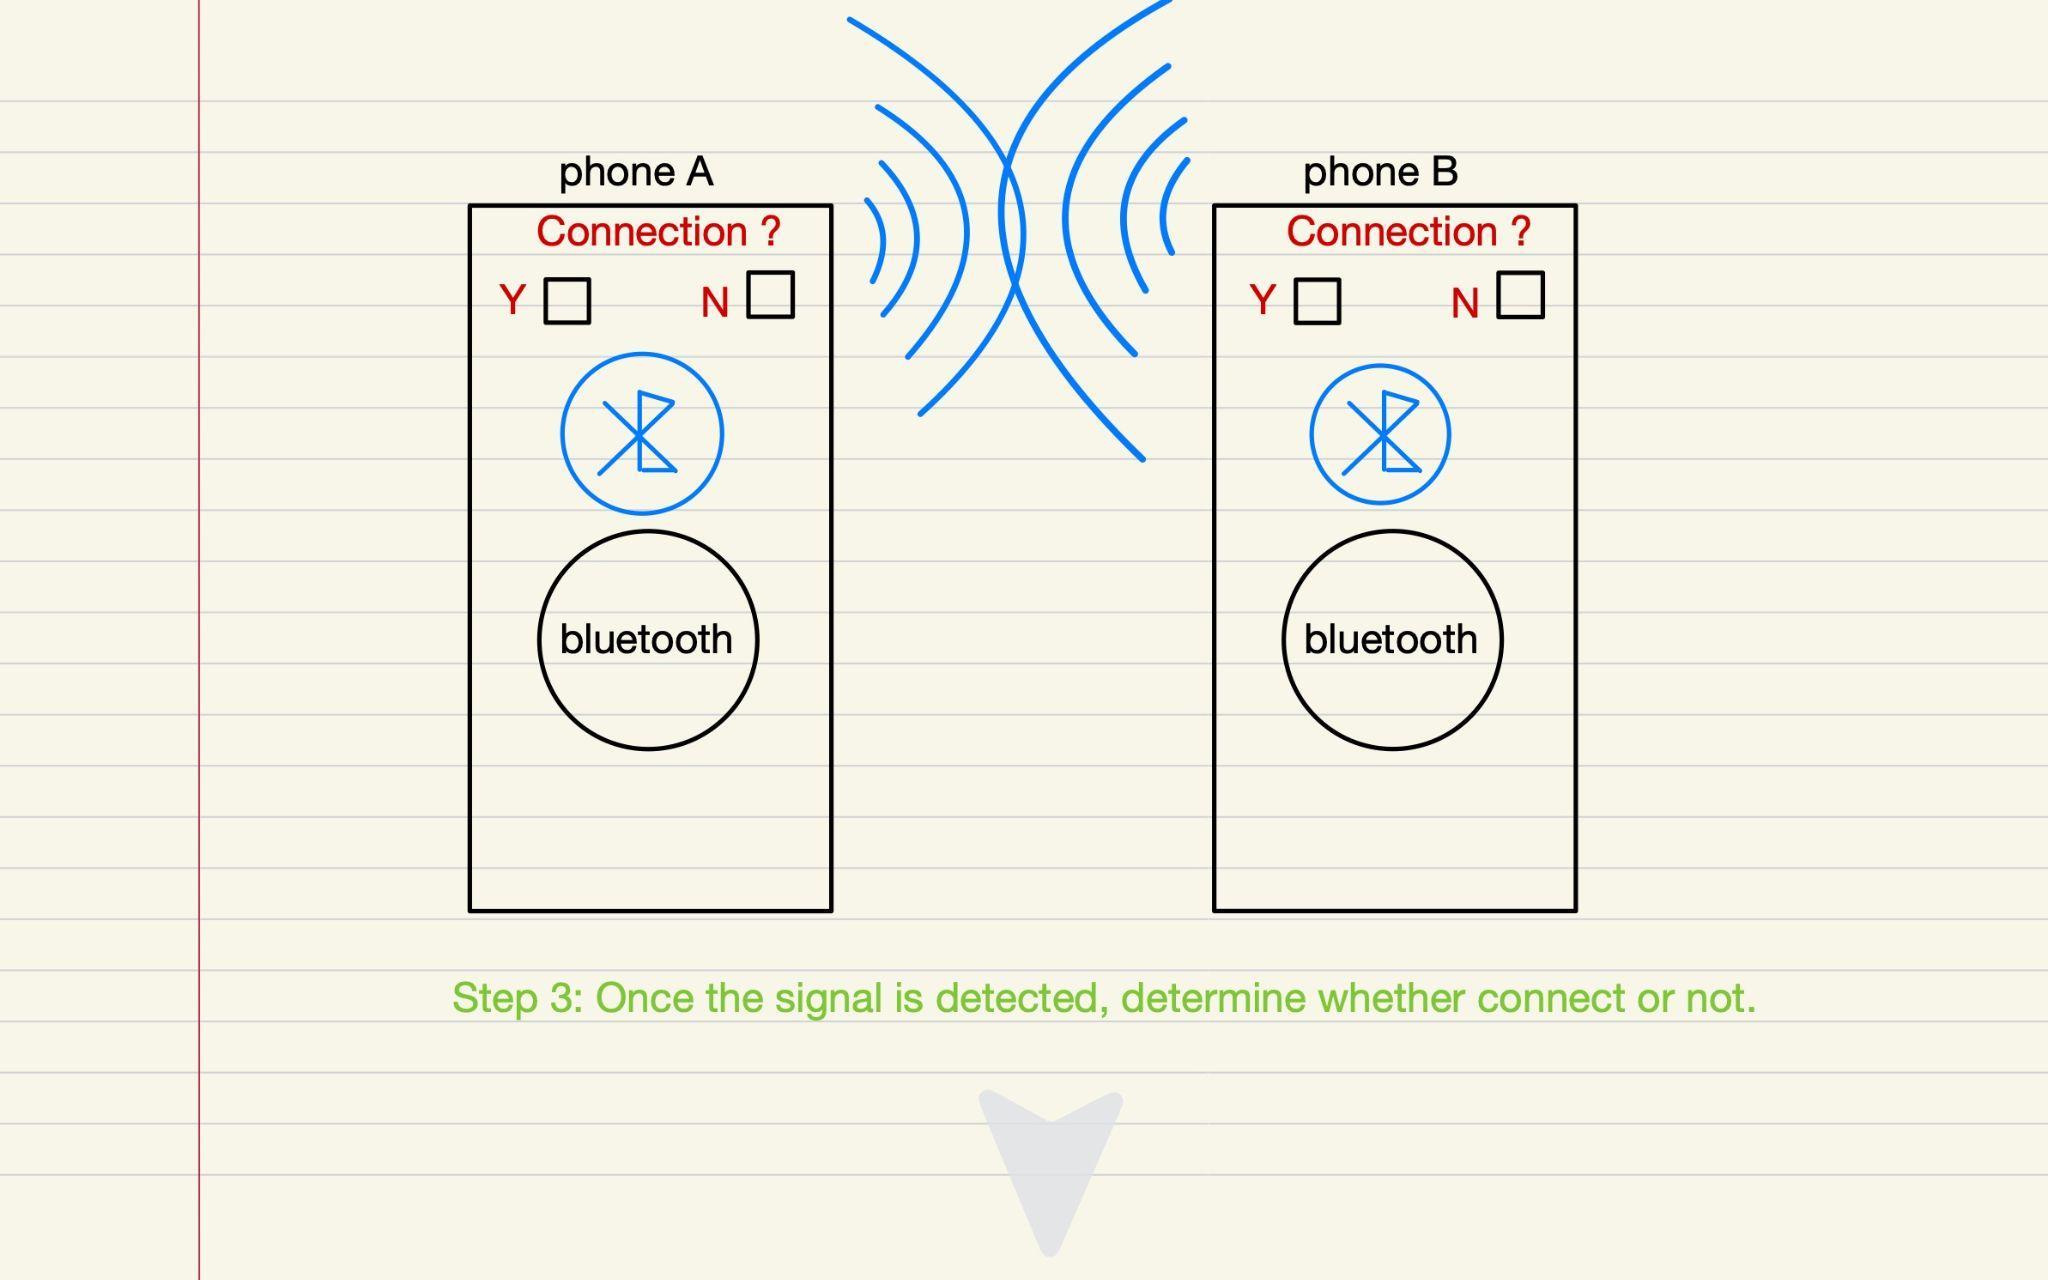 phone A
phone B
Connection ?
Connection ?
Y N
Y N
bluetooth
bluetooth
Step 3: Once the signal is detected, determine whether connect or not.